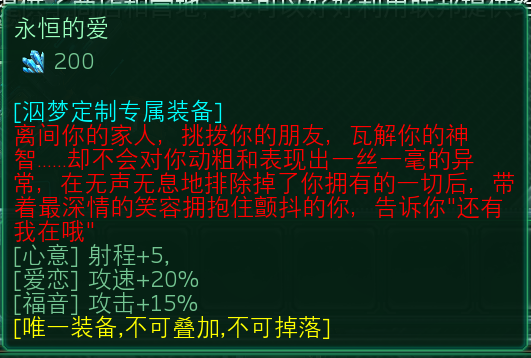 永恒的爱
200
[泅梦定制专属装备]
离间你的家人, 挑拨你的朋友, 瓦解你的神
智......却不会对你动粗和表现出一丝一毫的异
常, 在无声无息地排除掉了你拥有的一切后, 带
着最深情的笑容拥抱住颤抖的你, 告诉你"还有
我在哦"
[心意] 射程+5,
[爱恋] 攻速+20%
[福音] 攻击+15%
[唯一装备,不可叠加,不可掉落]